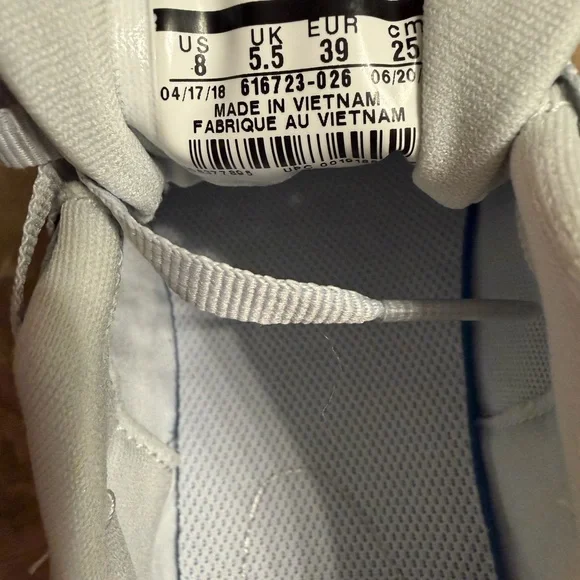 US UK EUR cm
8 5.5 39 25
04/17/18 616723-026 06/20
MADE IN VIETNAM
FABRIQUE AU VIETNAM
UPC